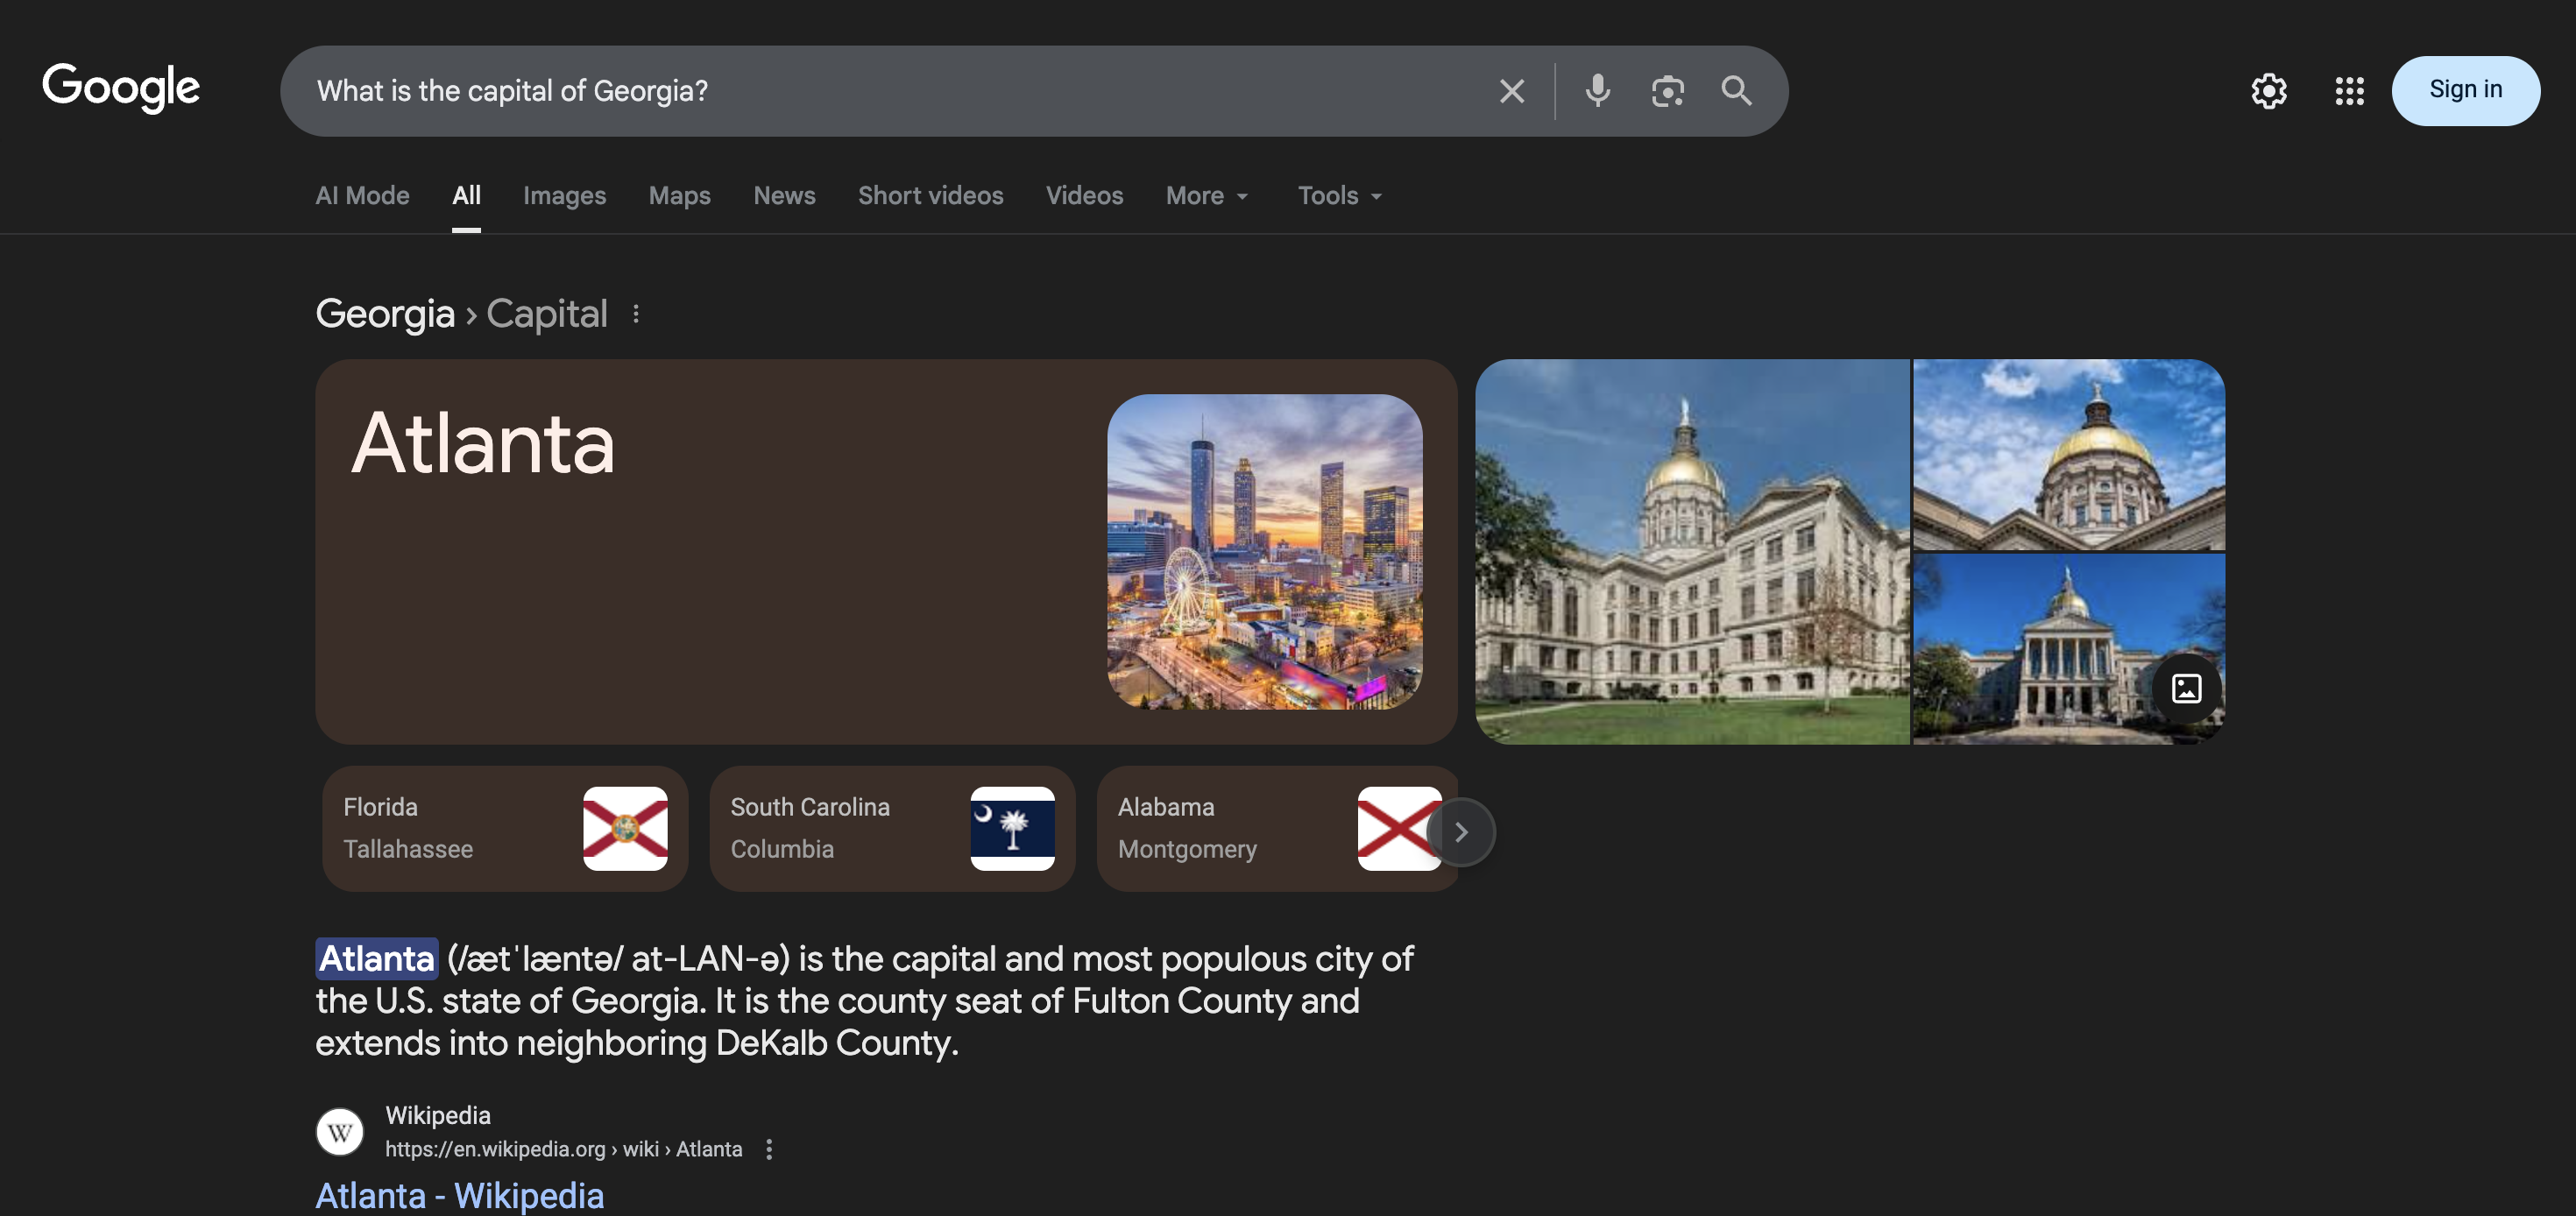 Google
What is the capital of Georgia?
Sign in
AI Mode
All
Images
Maps
News
Short videos
Videos
More
Tools
Georgia › Capital
Atlanta
Florida
Tallahassee
South Carolina
Columbia
Alabama
Montgomery
Atlanta (/ætˈlæntə/ at-LAN-ə) is the capital and most populous city of
the U.S. state of Georgia. It is the county seat of Fulton County and
extends into neighboring DeKalb County.
W
Wikipedia
https://en.wikipedia.org › wiki › Atlanta
Atlanta - Wikipedia